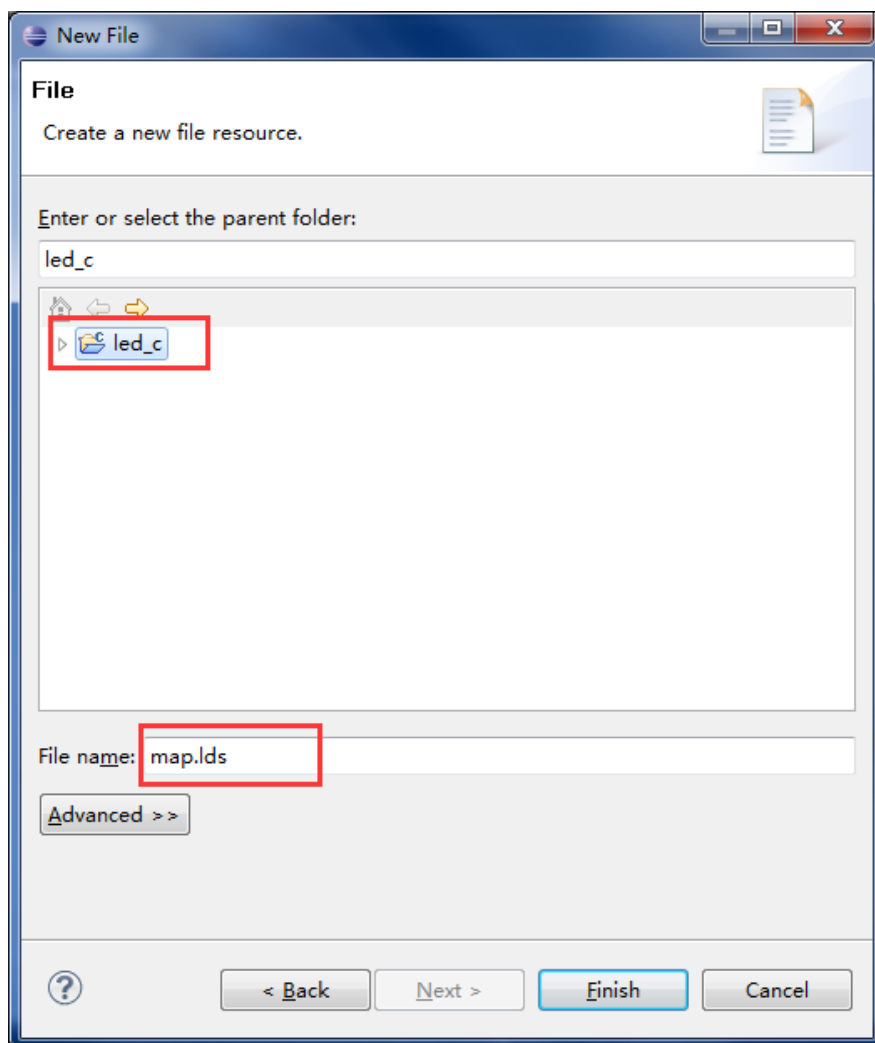 New File
File
Create a new file resource.
Enter or select the parent folder:
led_c
led_c
File name: map.lds
Advanced >>
< Back Next > Finish Cancel